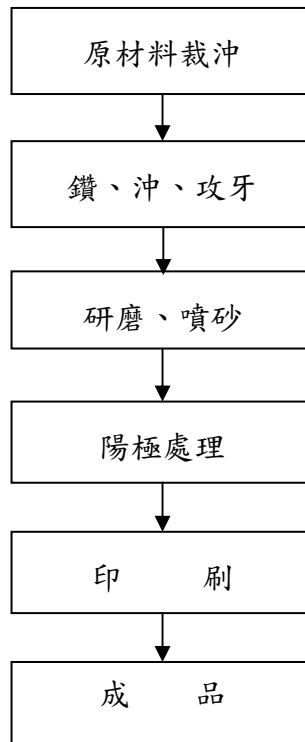 原材料裁沖
鑽、沖、攻牙
研磨、噴砂
陽極處理
印 刷
成 品